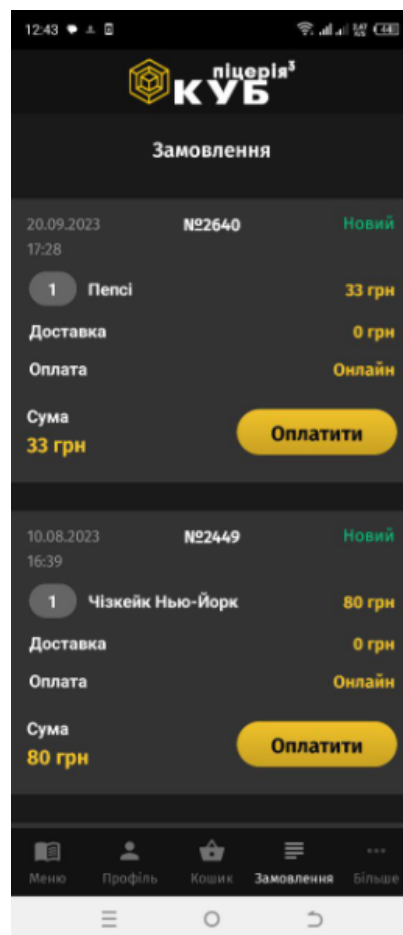 12:43
піцерія³
КУБ
Замовлення
20.09.2023 №2640 Новий
17:28
1 Пепсі 33 грн
Доставка 0 грн
Оплата Онлайн
Сума
33 грн Оплатити
10.08.2023 №2449 Новий
16:39
1 Чізкейк Нью-Йорк 80 грн
Доставка 0 грн
Оплата Онлайн
Сума
80 грн Оплатити
Меню Профіль Кошик Замовлення Більше